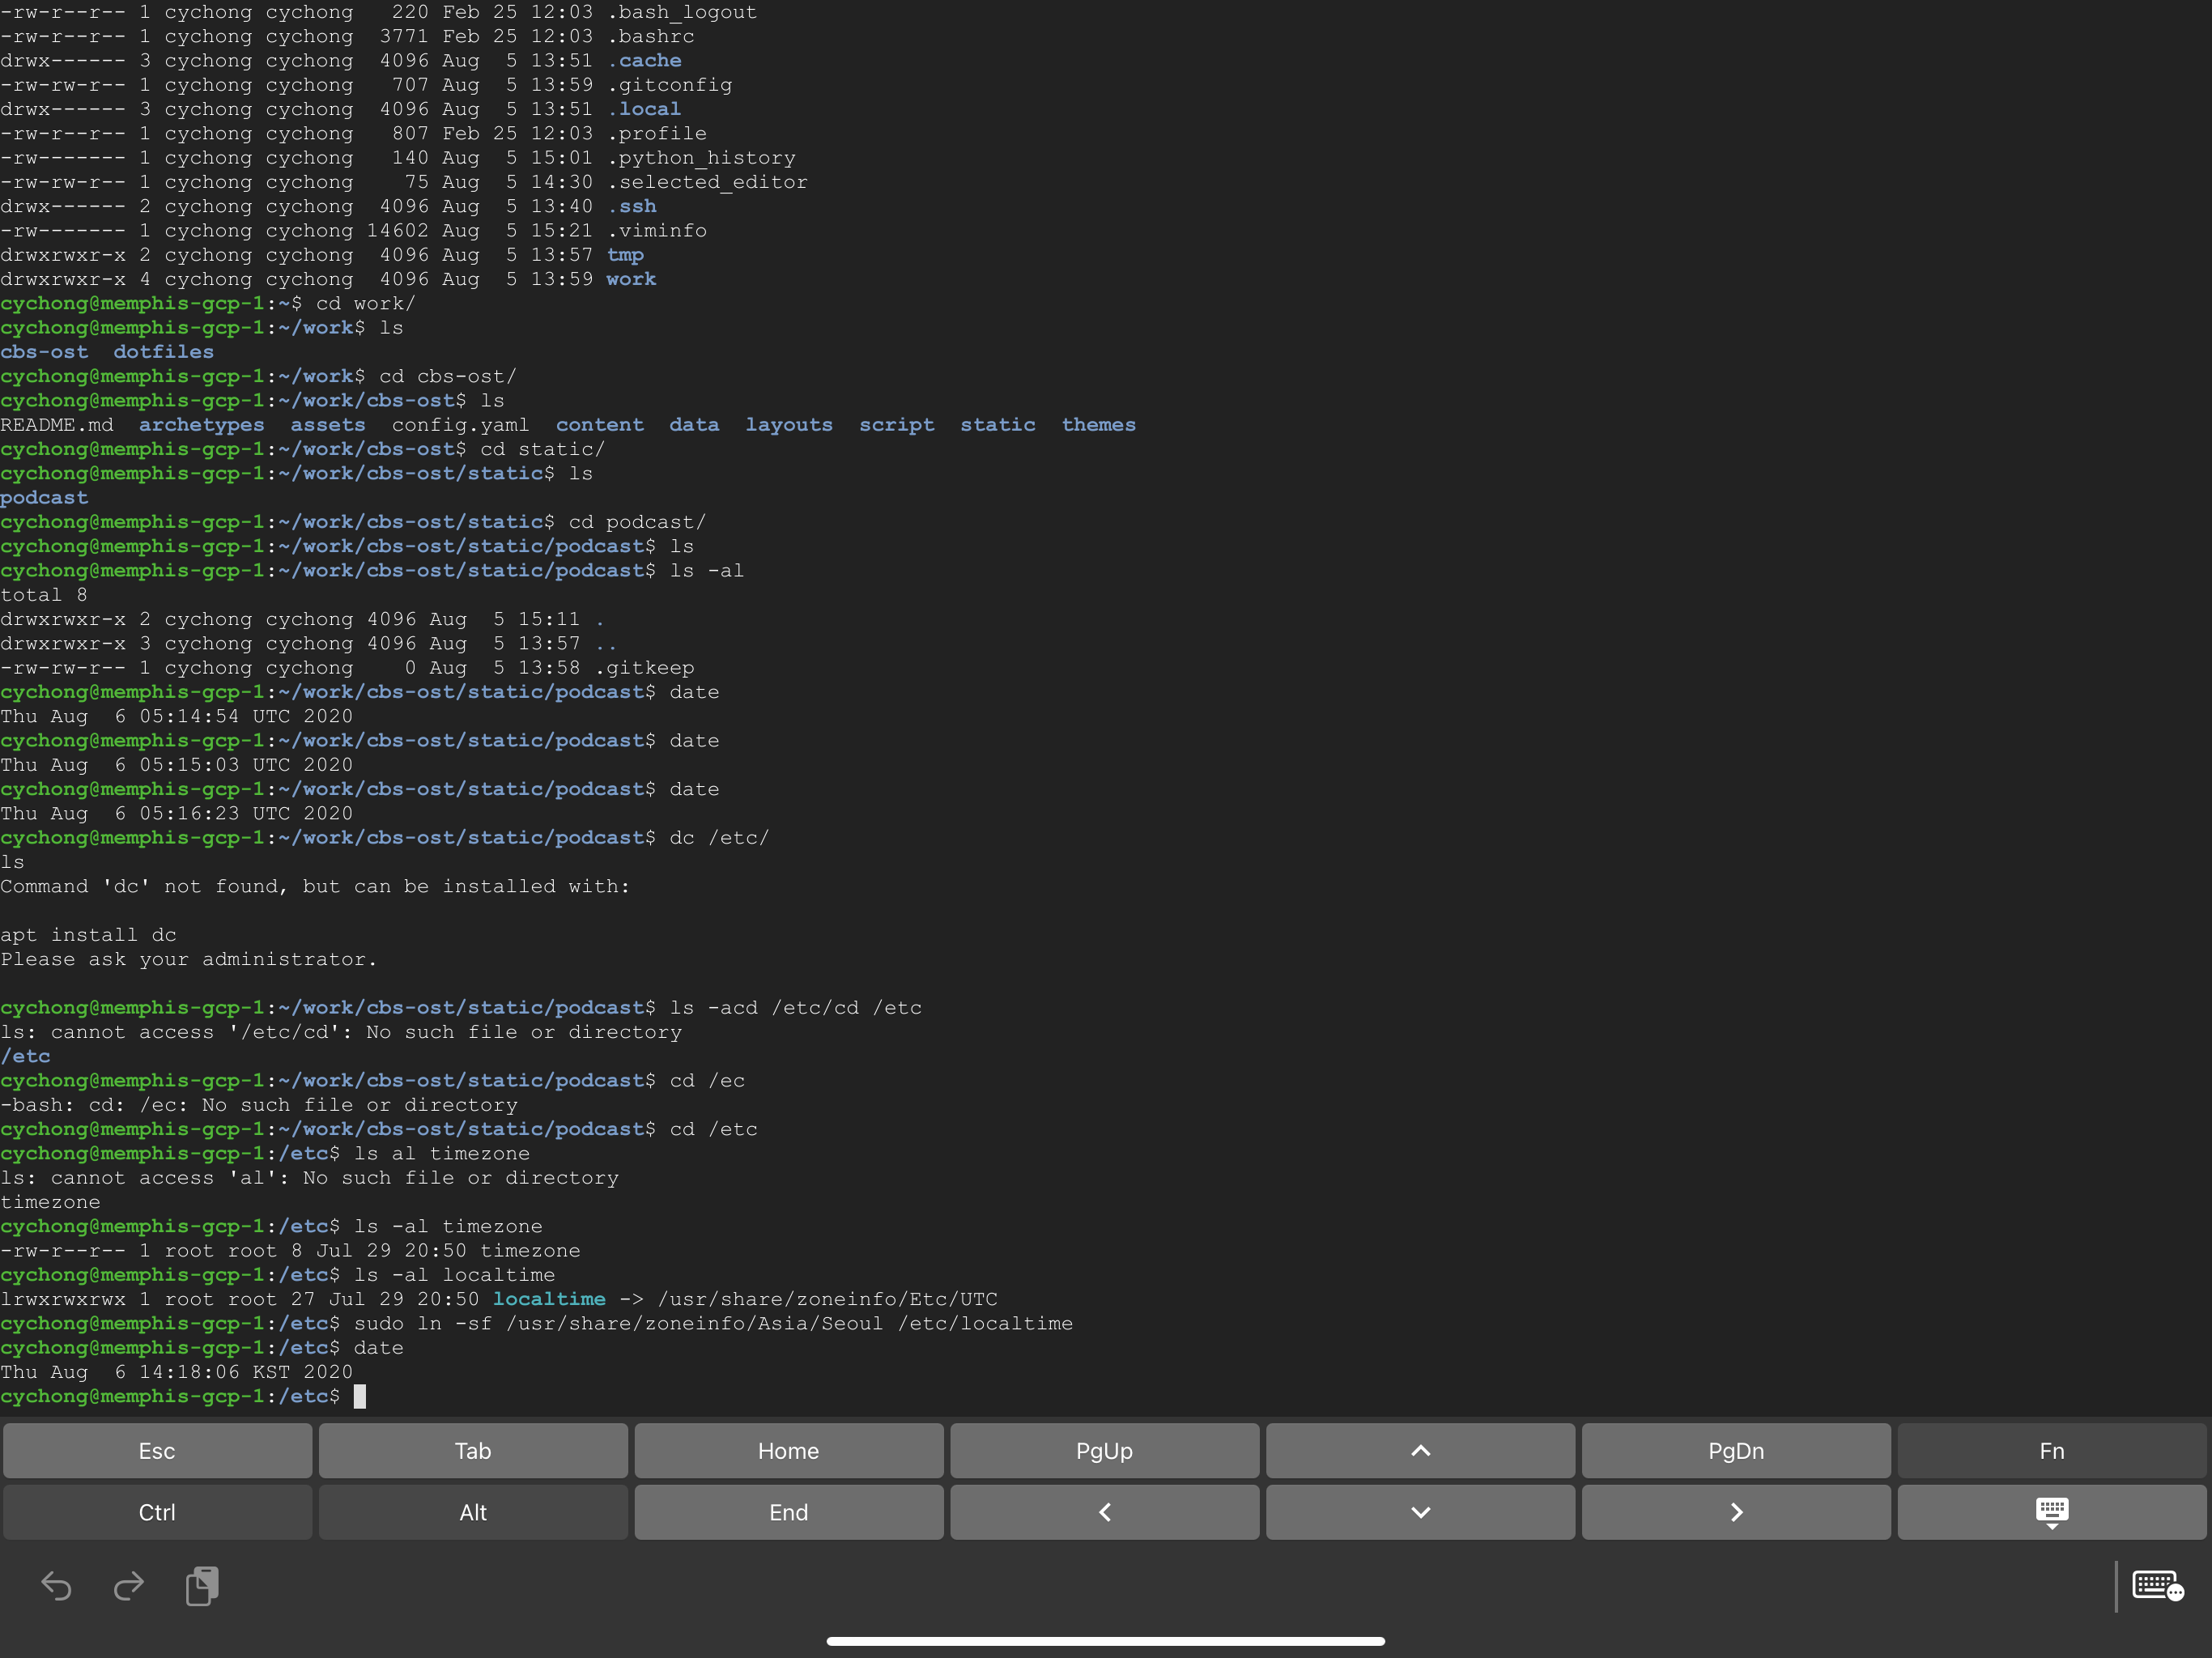 -rw-r--r-- 1 cychong cychong   220 Feb 25 12:03 .bash_logout
-rw-r--r-- 1 cychong cychong  3771 Feb 25 12:03 .bashrc
drwx------ 3 cychong cychong  4096 Aug  5 13:51 .cache
-rw-rw-r-- 1 cychong cychong   707 Aug  5 13:59 .gitconfig
drwx------ 3 cychong cychong  4096 Aug  5 13:51 .local
-rw-r--r-- 1 cychong cychong   807 Feb 25 12:03 .profile
-rw------- 1 cychong cychong   140 Aug  5 15:01 .python_history
-rw-rw-r-- 1 cychong cychong    75 Aug  5 14:30 .selected_editor
drwx------ 2 cychong cychong  4096 Aug  5 13:40 .ssh
-rw------- 1 cychong cychong 14602 Aug  5 15:21 .viminfo
drwxrwxr-x 2 cychong cychong  4096 Aug  5 13:57 tmp
drwxrwxr-x 4 cychong cychong  4096 Aug  5 13:59 work
cychong@memphis-gcp-1:~$ cd work/
cychong@memphis-gcp-1:~/work$ ls
cbs-ost  dotfiles
cychong@memphis-gcp-1:~/work$ cd cbs-ost/
cychong@memphis-gcp-1:~/work/cbs-ost$ ls
README.md  archetypes  assets  config.yaml  content  data  layouts  script  static  themes
cychong@memphis-gcp-1:~/work/cbs-ost$ cd static/
cychong@memphis-gcp-1:~/work/cbs-ost/static$ ls
podcast
cychong@memphis-gcp-1:~/work/cbs-ost/static$ cd podcast/
cychong@memphis-gcp-1:~/work/cbs-ost/static/podcast$ ls
cychong@memphis-gcp-1:~/work/cbs-ost/static/podcast$ ls -al
total 8
drwxrwxr-x 2 cychong cychong 4096 Aug  5 15:11 .
drwxrwxr-x 3 cychong cychong 4096 Aug  5 13:57 ..
-rw-rw-r-- 1 cychong cychong    0 Aug  5 13:58 .gitkeep
cychong@memphis-gcp-1:~/work/cbs-ost/static/podcast$ date
Thu Aug  6 05:14:54 UTC 2020
cychong@memphis-gcp-1:~/work/cbs-ost/static/podcast$ date
Thu Aug  6 05:15:03 UTC 2020
cychong@memphis-gcp-1:~/work/cbs-ost/static/podcast$ date
Thu Aug  6 05:16:23 UTC 2020
cychong@memphis-gcp-1:~/work/cbs-ost/static/podcast$ dc /etc/
ls
Command 'dc' not found, but can be installed with:

apt install dc
Please ask your administrator.

cychong@memphis-gcp-1:~/work/cbs-ost/static/podcast$ ls -acd /etc/cd /etc
ls: cannot access '/etc/cd': No such file or directory
/etc
cychong@memphis-gcp-1:~/work/cbs-ost/static/podcast$ cd /ec
-bash: cd: /ec: No such file or directory
cychong@memphis-gcp-1:~/work/cbs-ost/static/podcast$ cd /etc
cychong@memphis-gcp-1:/etc$ ls al timezone
ls: cannot access 'al': No such file or directory
timezone
cychong@memphis-gcp-1:/etc$ ls -al timezone
-rw-r--r-- 1 root root 8 Jul 29 20:50 timezone
cychong@memphis-gcp-1:/etc$ ls -al localtime
lrwxrwxrwx 1 root root 27 Jul 29 20:50 localtime -> /usr/share/zoneinfo/Etc/UTC
cychong@memphis-gcp-1:/etc$ sudo ln -sf /usr/share/zoneinfo/Asia/Seoul /etc/localtime
cychong@memphis-gcp-1:/etc$ date
Thu Aug  6 14:18:06 KST 2020
cychong@memphis-gcp-1:/etc$
Esc Tab Home PgUp PgDn Fn
Ctrl Alt End